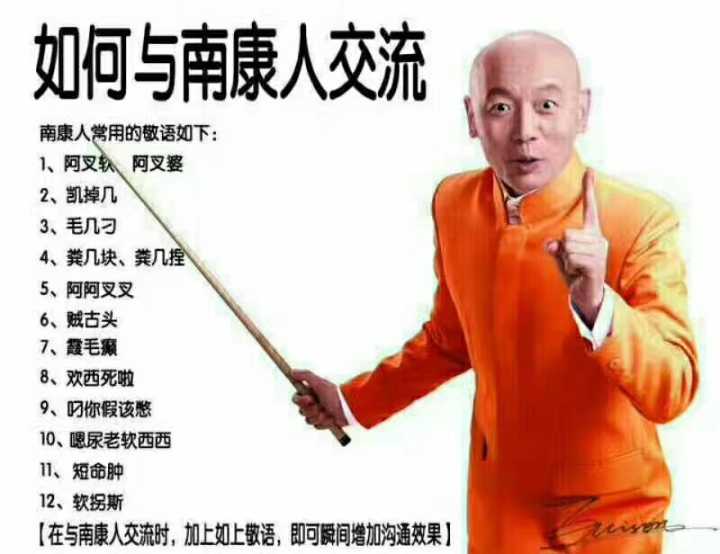 如何与南康人交流
南康人常用的敬语如下:
1、阿叉软、阿叉婆
2、凯掉几
3、毛几刁
4、粪几块、粪几捏
5、阿阿叉叉
6、贼古头
7、霞毛癫
8、欢西死啦
9、叼你假该憨
10、嗯尿老软西西
11、短命肿
12、软拐斯
【在与南康人交流时,加上如上敬语,即可瞬间增加沟通效果】